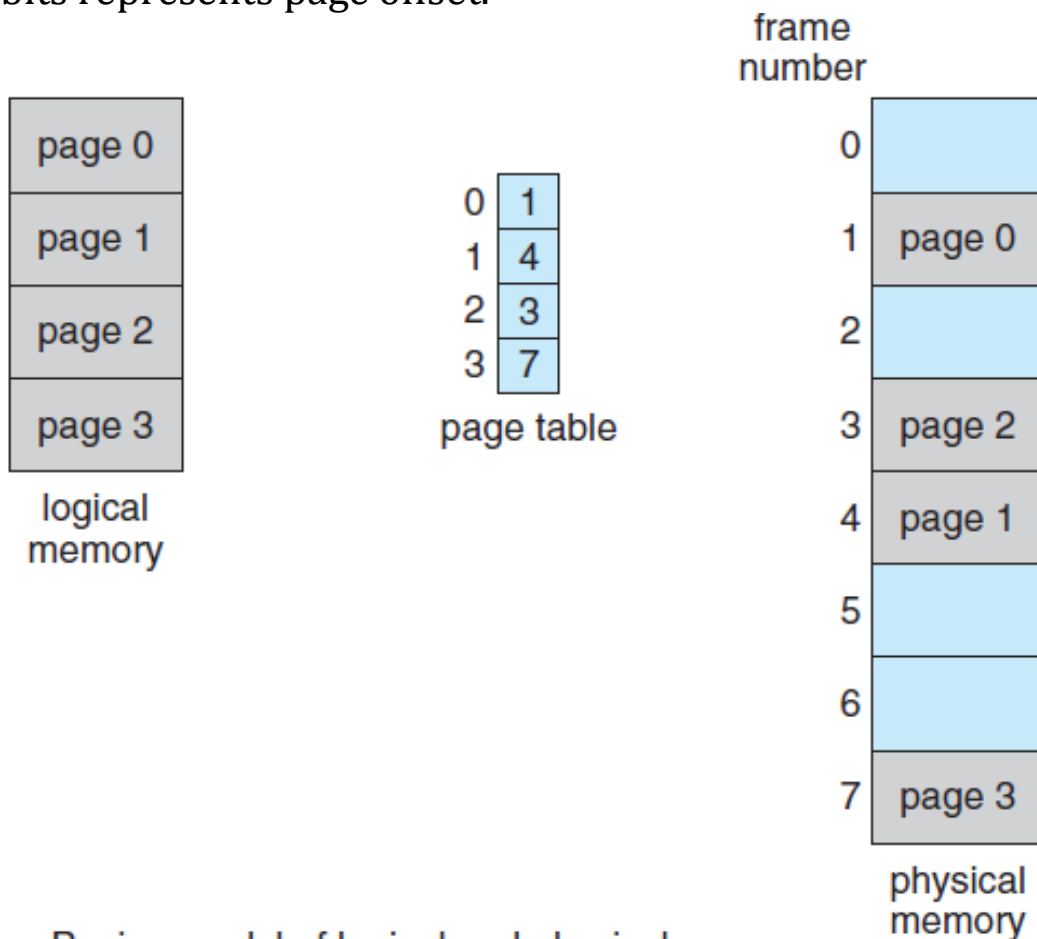 bits represents page offset.
frame
number
page 0
page 1
page 2
page 3
logical
memory
0 1
1 4
2 3
3 7
page table
0
1 page 0
2
3 page 2
4 page 1
5
6
7 page 3
physical
memory